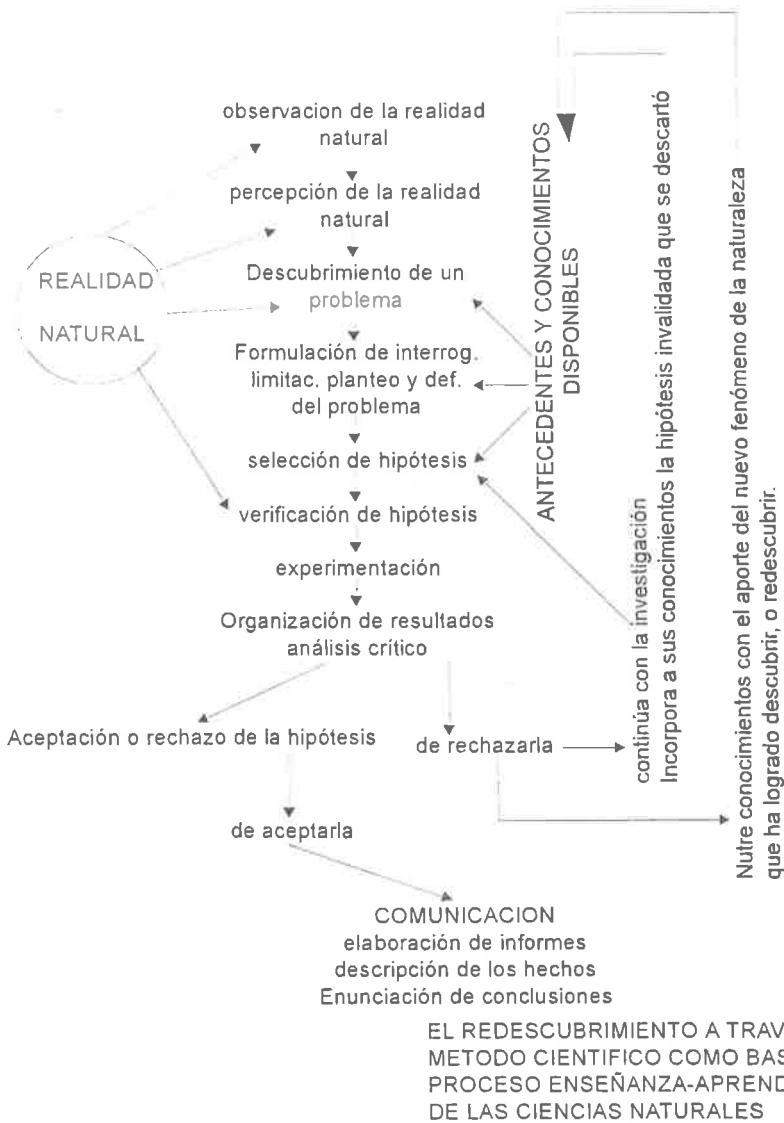 observacion de la realidad
natural
percepción de la realidad
natural
REALIDAD
NATURAL
Descubrimiento de un
problema
Formulación de interrog.
limitac. planteo y def.
del problema
selección de hipótesis
verificación de hipótesis
experimentación
Organización de resultados
análisis crítico
Aceptación o rechazo de la hipótesis
de rechazarla
de aceptarla
COMUNICACION
elaboración de informes
descripción de los hechos
Enunciación de conclusiones
ANTECEDENTES Y CONOCIMIENTOS
DISPONIBLES
continúa con la investigación
Incorpora a sus conocimientos la hipótesis invalidada que se descartó
Nutre conocimientos con el aporte del nuevo fenómeno de la naturaleza
que ha logrado descubrir, o redescubrir.
EL REDESCUBRIMIENTO A TRAV
METODO CIENTIFICO COMO BAS
PROCESO ENSEÑANZA-APREND
DE LAS CIENCIAS NATURALES